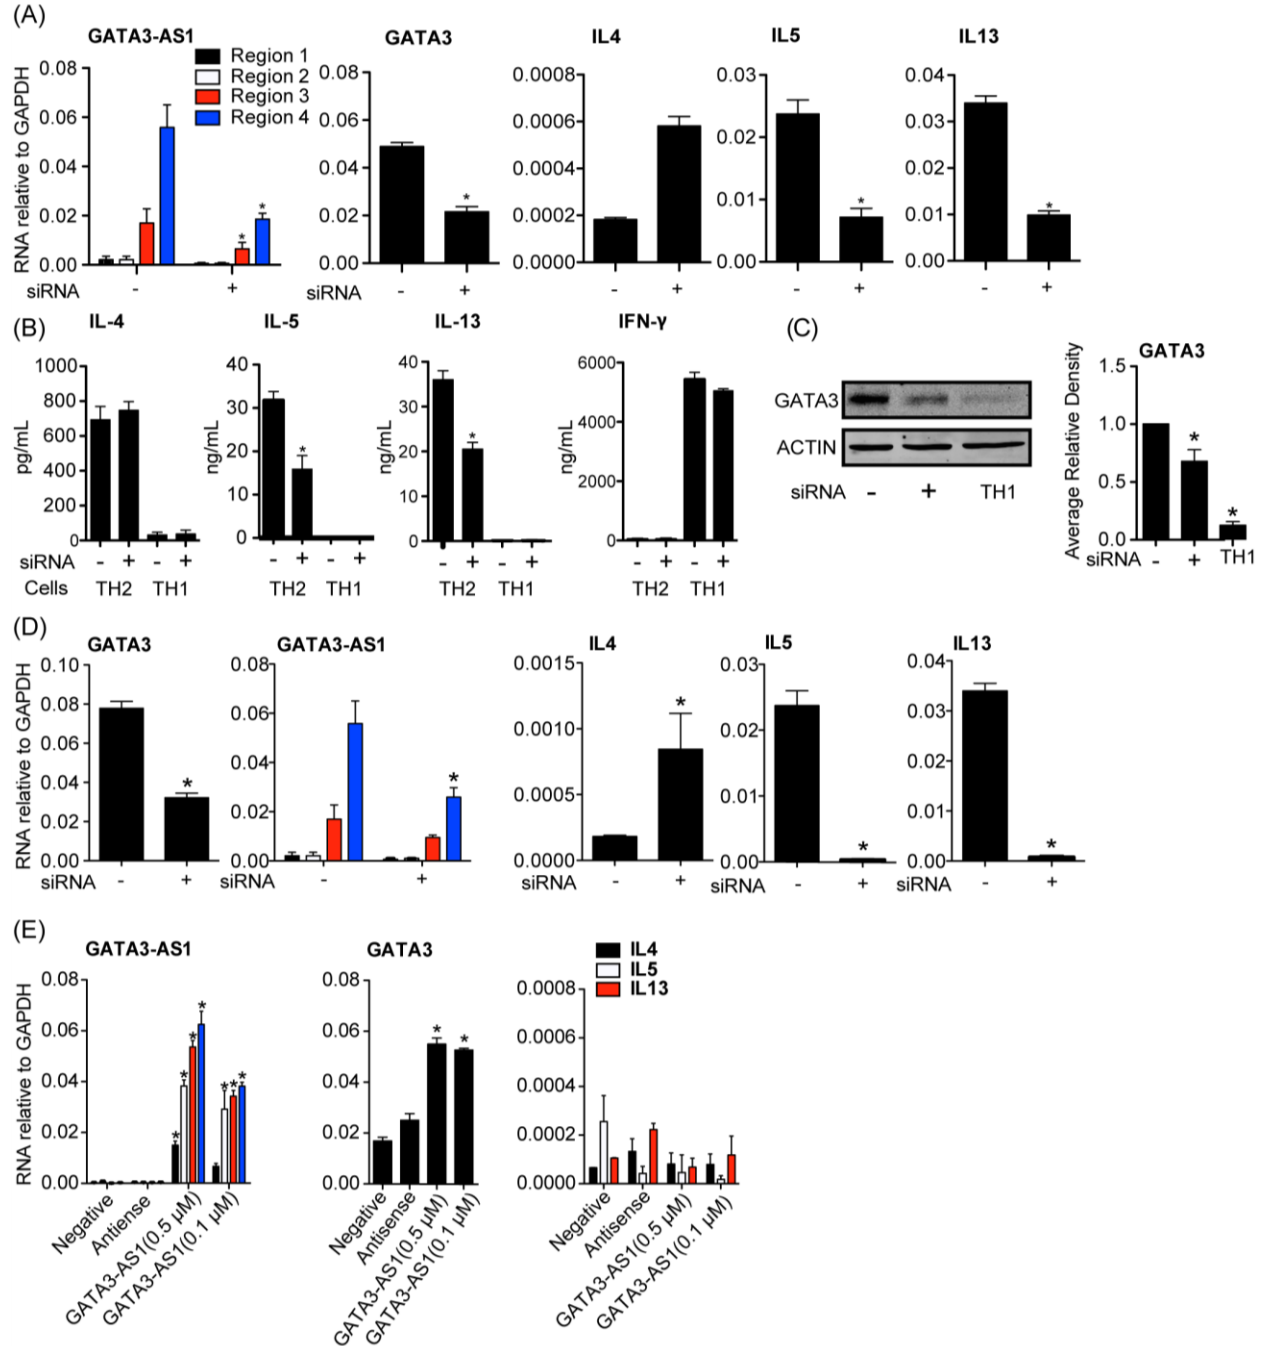 (A)
GATA3-AS1
Region 1
Region 2
Region 3
Region 4
GATA3
IL4
IL5
IL13
RNA relative to GAPDH
0.08
0.06
0.04
0.02
0.00
siRNA
- +
0.08
0.06
0.04
0.02
0.00
siRNA
- +
*
*
*
0.0008
0.0006
0.0004
0.0002
0.0000
- +
0.03
0.02
0.01
0.00
- +
*
0.04
0.03
0.02
0.01
0.00
- +
*
(B)
IL-4
IL-5
IL-13
IFN-γ
pg/mL
1000
800
600
400
200
0
siRNA - + - +
Cells TH2 TH1
ng/mL
40
30
20
10
0
*
- + - +
TH2 TH1
ng/mL
40
30
20
10
0
*
- + - +
TH2 TH1
ng/mL
6000
4000
2000
0
- + - +
TH2 TH1
(C)
GATA3
ACTIN
siRNA - + TH1
GATA3
Average Relative Density
1.5
1.0
0.5
0.0
*
*
siRNA - + TH1
(D)
GATA3
GATA3-AS1
IL4
IL5
IL13
RNA relative to GAPDH
0.10
0.08
0.06
0.04
0.02
0.00
*
siRNA - +
0.08
0.06
0.04
0.02
0.00
*
siRNA - +
0.0015
0.0010
0.0005
0.0000
*
siRNA - +
0.03
0.02
0.01
0.00
*
siRNA - +
0.04
0.03
0.02
0.01
0.00
*
siRNA - +
(E)
GATA3-AS1
RNA relative to GAPDH
0.08
0.06
0.04
0.02
0.00
* * * *
* * *
Negative
Antiense
GATA3-AS1(0.5 µM)
GATA3-AS1(0.1 µM)
GATA3
0.08
0.06
0.04
0.02
0.00
* *
Negative
Antisense
GATA3-AS1(0.5 µM)
GATA3-AS1(0.1 µM)
IL4
IL5
IL13
0.0008
0.0006
0.0004
0.0002
0.0000
Negative
Antisense
GATA3-AS1(0.5 µM)
GATA3-AS1(0.1 µM)